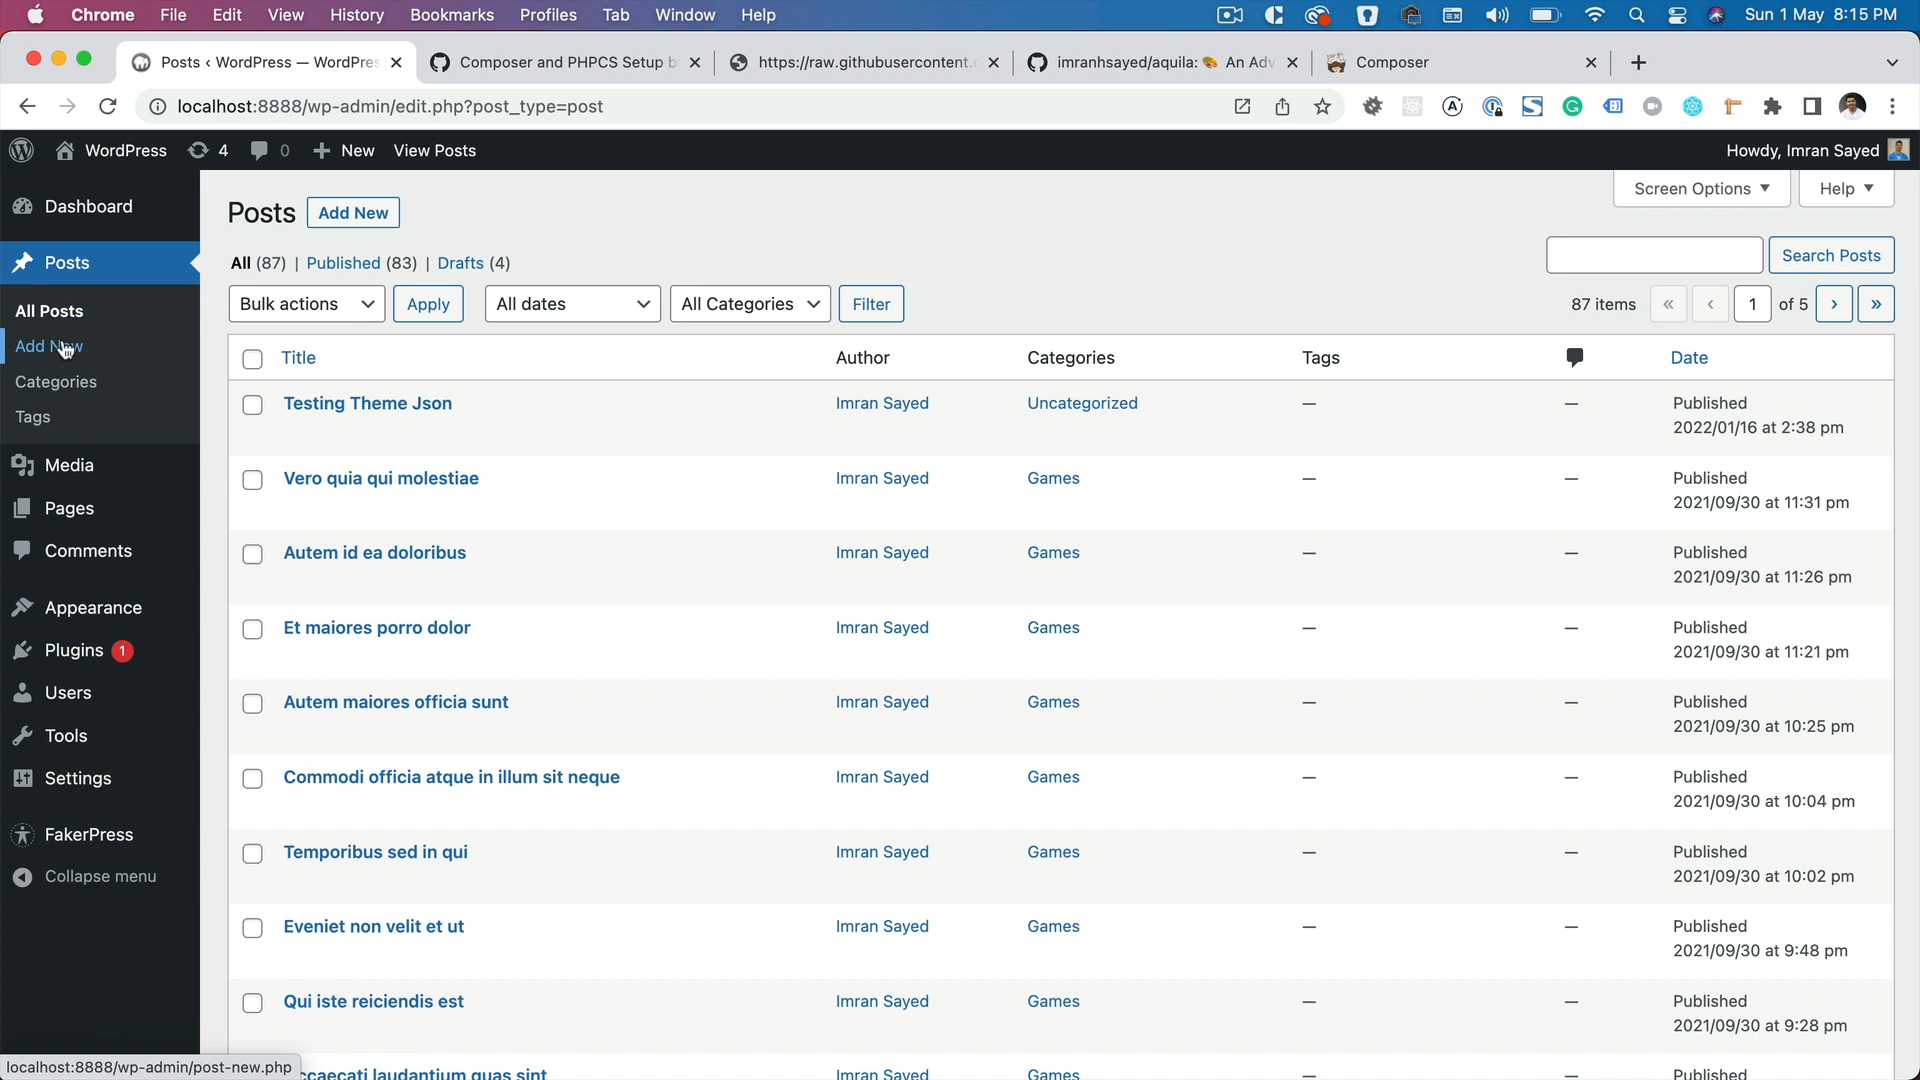 Chrome File Edit View History Bookmarks Profiles Tab Window Help Sun 1 May 8:15 PM
Posts ‹ WordPress — WordPres Composer and PHPCS Setup b https://raw.githubusercontent.c imranhsayed/aquila: 🎨 An Adv Composer
localhost:8888/wp-admin/edit.php?post_type=post
WordPress 4 0 New View Posts Howdy, Imran Sayed
Dashboard
Posts
All Posts
Add New
Categories
Tags
Media
Pages
Comments
Appearance
Plugins 1
Users
Tools
Settings
FakerPress
Collapse menu
Screen Options Help
Posts Add New
All (87) | Published (83) | Drafts (4)
Search Posts
Bulk actions Apply All dates All Categories Filter 87 items « ‹ 1 of 5 › »
Title Author Categories Tags Date
Testing Theme Json Imran Sayed Uncategorized — — Published
2022/01/16 at 2:38 pm
Vero quia qui molestiae Imran Sayed Games — — Published
2021/09/30 at 11:31 pm
Autem id ea doloribus Imran Sayed Games — — Published
2021/09/30 at 11:26 pm
Et maiores porro dolor Imran Sayed Games — — Published
2021/09/30 at 11:21 pm
Autem maiores officia sunt Imran Sayed Games — — Published
2021/09/30 at 10:25 pm
Commodi officia atque in illum sit neque Imran Sayed Games — — Published
2021/09/30 at 10:04 pm
Temporibus sed in qui Imran Sayed Games — — Published
2021/09/30 at 10:02 pm
Eveniet non velit et ut Imran Sayed Games — — Published
2021/09/30 at 9:48 pm
Qui iste reiciendis est Imran Sayed Games — — Published
2021/09/30 at 9:28 pm
ccaecati laudantium quas sint Imran Sayed Games — — Published
localhost:8888/wp-admin/post-new.php